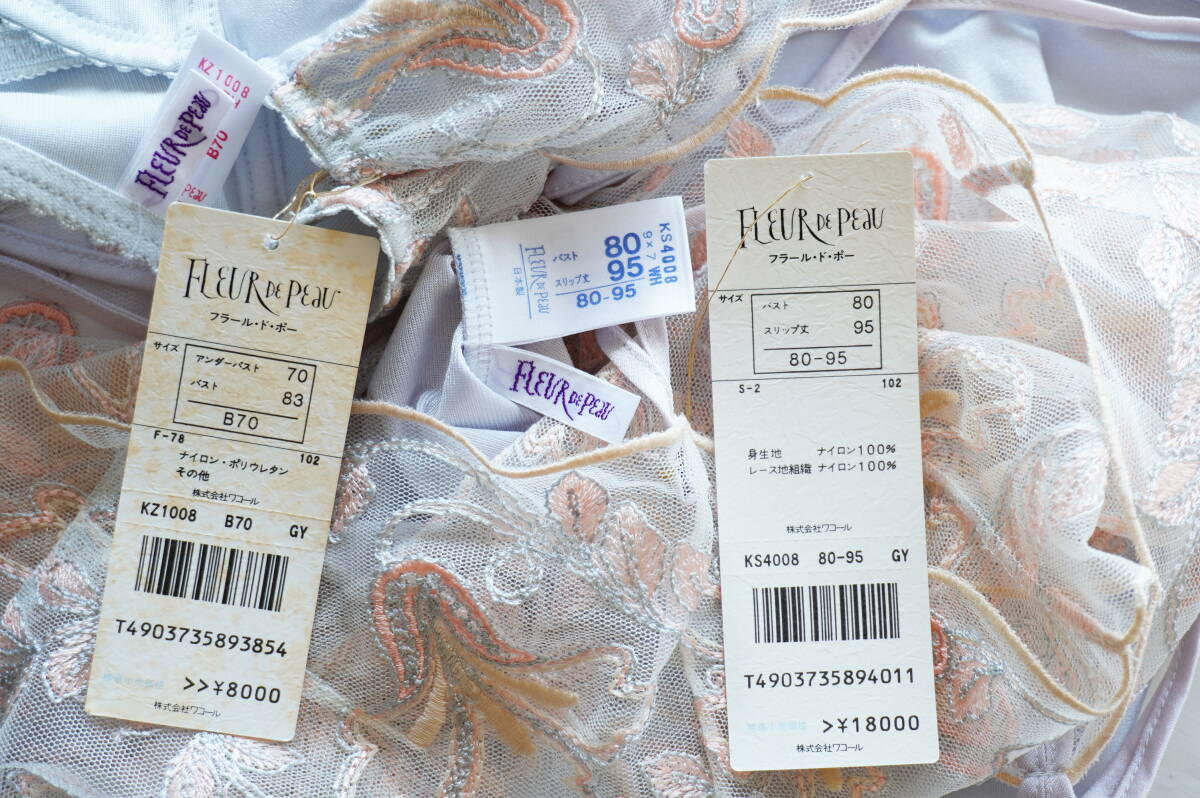 KZ1008
FLEUR DE PEAU
B70
PEAU
FLEUR DE PEAU
フラール・ド・ポー
サイズ
アンダーバスト 70
バスト 83
B70
F-78 102
ナイロン・ポリウレタン
その他
株式会社ワコール
KZ1008 B70 GY
T4903735893854
>>¥8000
株式会社ワコール
KS4008
9×7 WH
バスト 80
スリップ丈 95
80-95
FLEUR DE PEAU
日本製
FLEUR DE PEAU
FLEUR DE PEAU
フラール・ド・ポー
サイズ
バスト 80
スリップ丈 95
80-95
S-2 102
身生地 ナイロン100%
レース地組織 ナイロン100%
株式会社ワコール
KS4008 80-95 GY
T4903735894011
>¥18000
株式会社ワコール